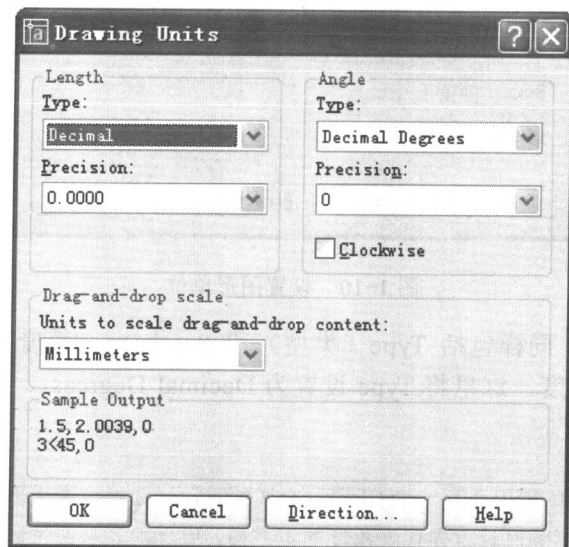 Drawing Units
Length
Type:
Decimal
Precision:
0.0000
Angle
Type:
Decimal Degrees
Precision:
0
Clockwise
Drag-and-drop scale
Units to scale drag-and-drop content:
Millimeters
Sample Output
1.5,2.0039,0
3<45,0
OK Cancel Direction... Help